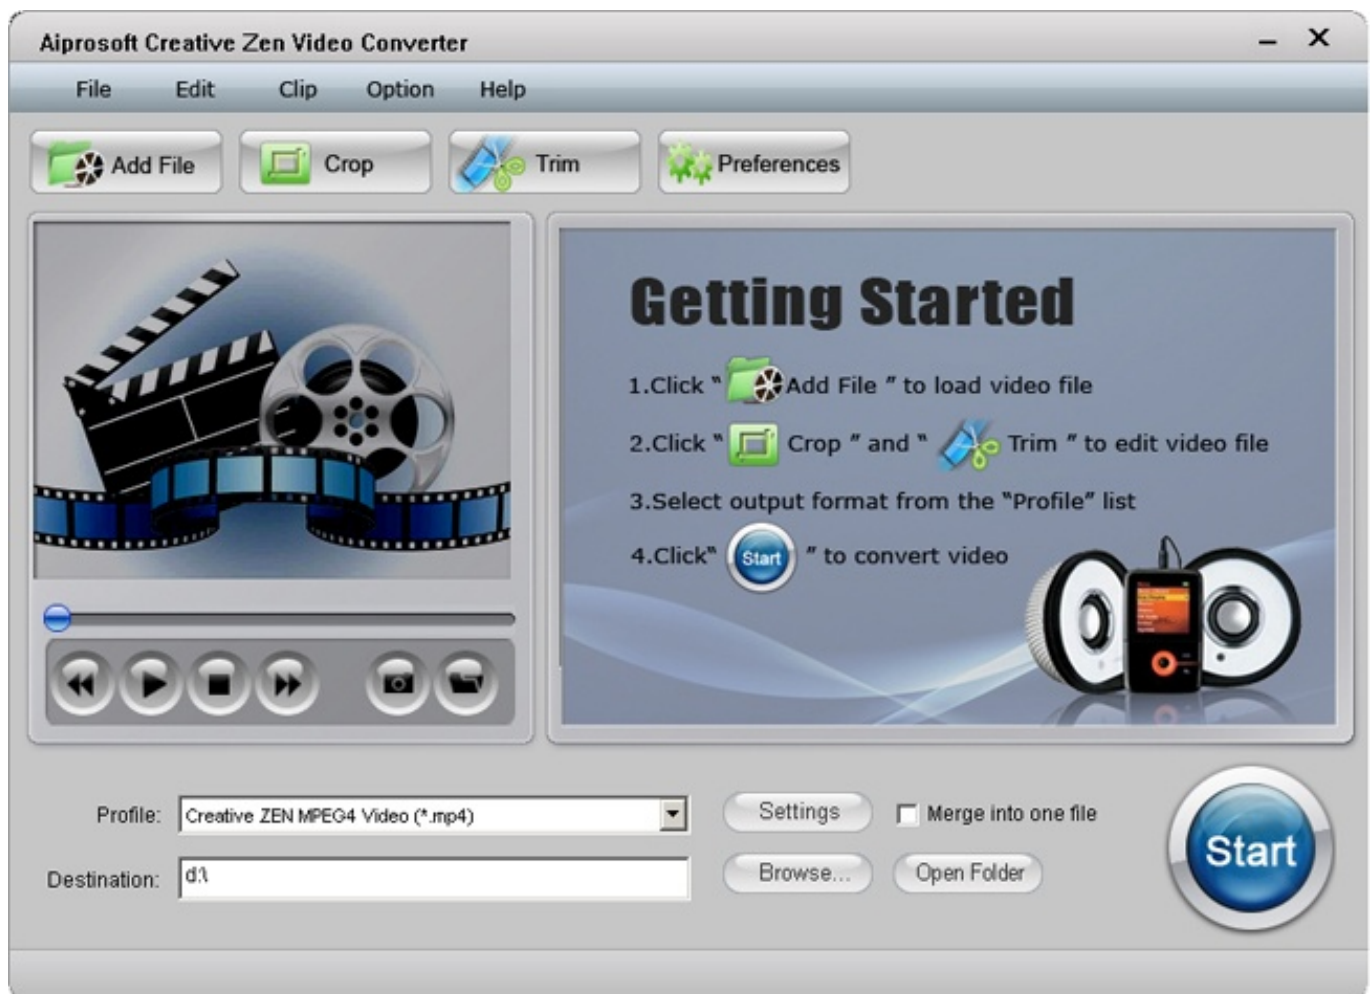 Aiprosoft Creative Zen Video Converter
File Edit Clip Option Help
Add File Crop Trim Preferences
Getting Started
1.Click “ Add File ” to load video file
2.Click “ Crop ” and “ Trim ” to edit video file
3.Select output format from the “Profile” list
4.Click“ Start ” to convert video
Profile: Creative ZEN MPEG4 Video (*.mp4) Settings Merge into one file
Start
Destination: d:\ Browse... Open Folder